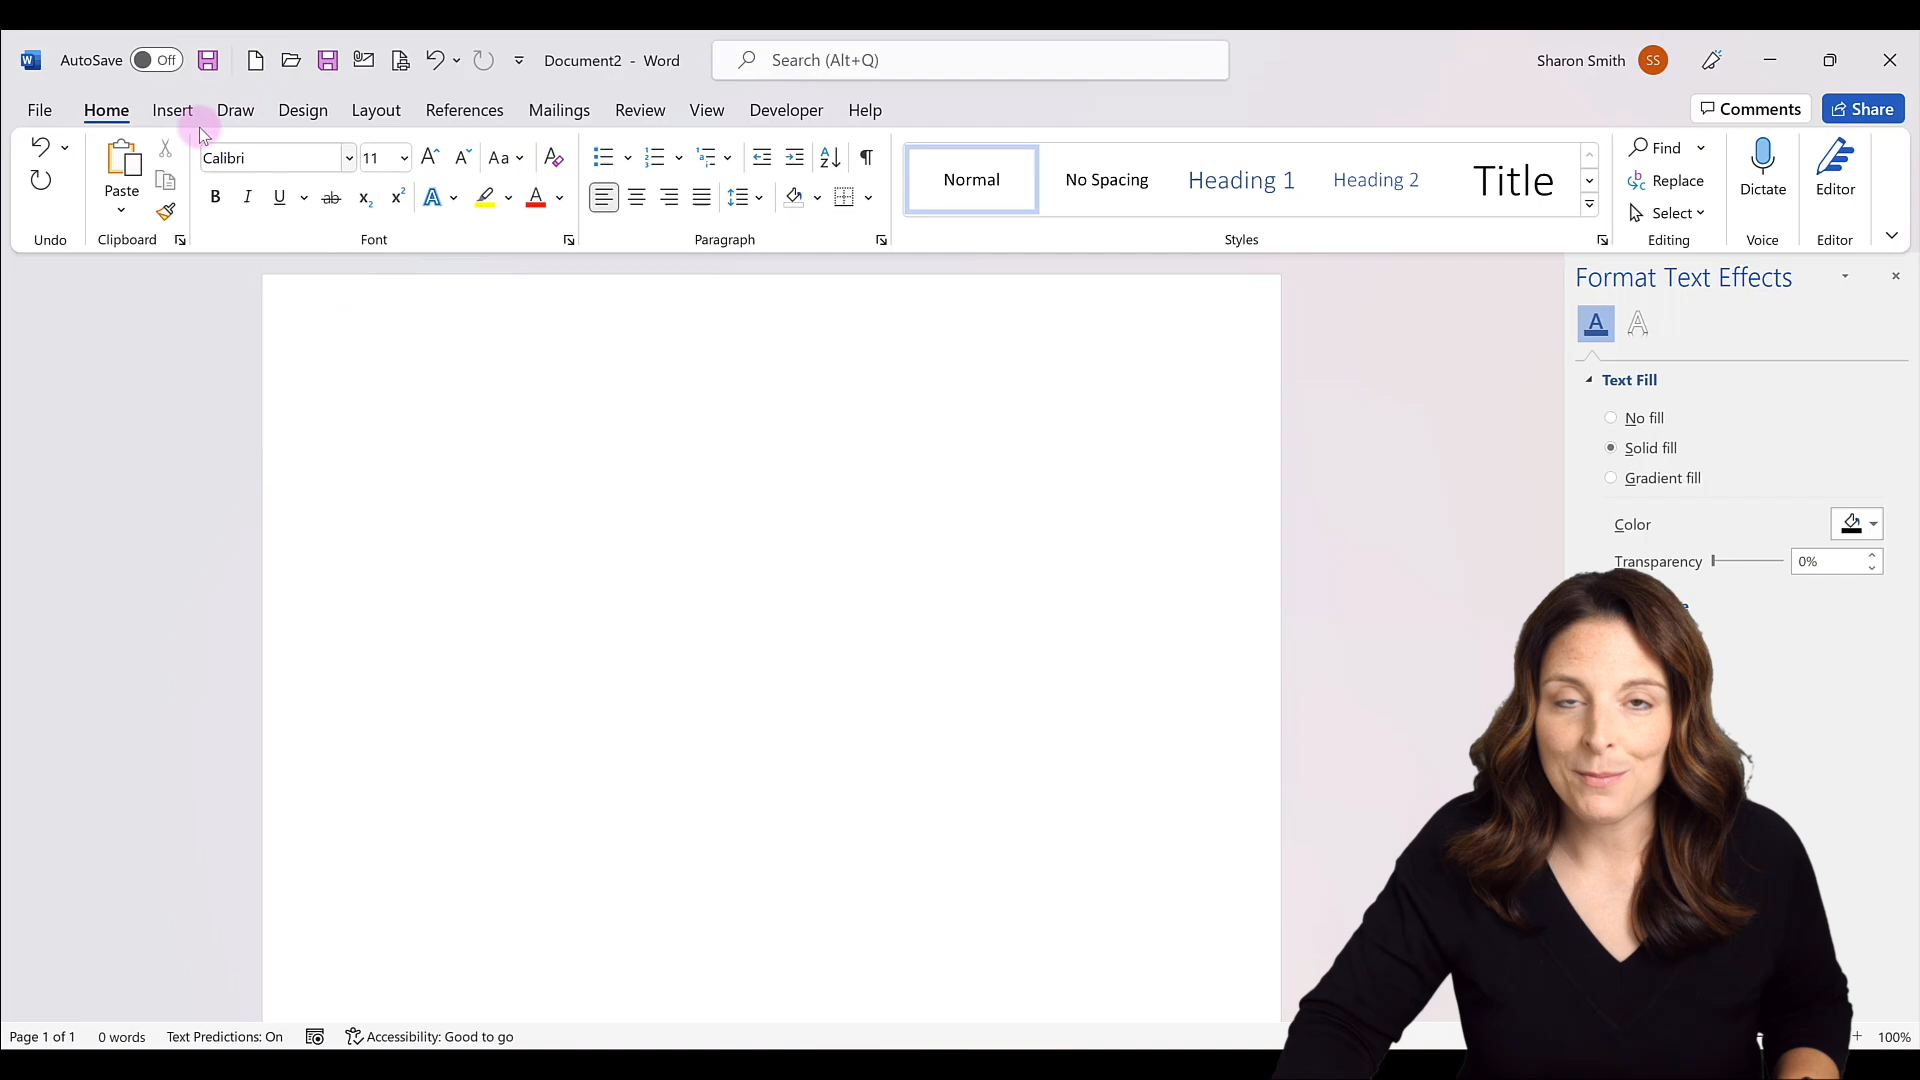 AutoSave Off Document2 - Word Search (Alt+Q) Sharon Smith SS
File Home Insert Draw Design Layout References Mailings Review View Developer Help Comments Share
Calibri 11 Aa
Paste
B I U ab x₂ x² A A
Undo Clipboard Font Paragraph
Normal No Spacing Heading 1 Heading 2 Title
Styles
Find
Replace
Select
Editing
Dictate
Voice
Editor
Editor
Format Text Effects
A A
Text Fill
No fill
Solid fill
Gradient fill
Color
Transparency 0%
Page 1 of 1 0 words Text Predictions: On Accessibility: Good to go 100%